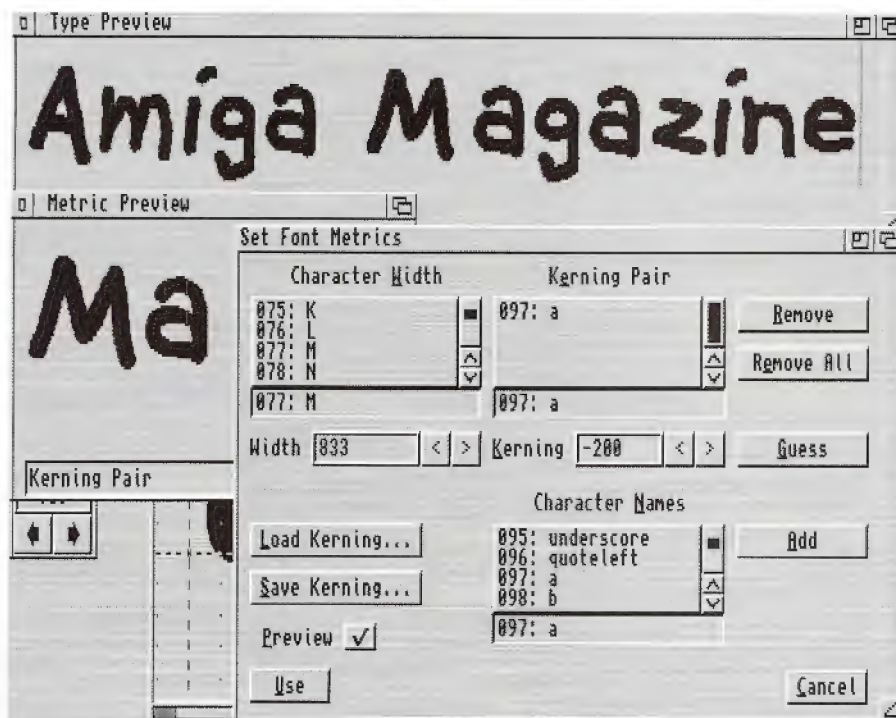 Type Preview
Amiga Magazine
Metric Preview
Ma
Kerning Pair
Set Font Metrics
Character Width
075: K
076: L
077: M
078: N
077: M
Width 833 < >
Kerning Pair
097: a
097: a
Kerning -200 < >
Remove
Remove All
Guess
Load Kerning...
Save Kerning...
Preview
Character Names
095: underscore
096: quoteleft
097: a
098: b
097: a
Add
Use
Cancel